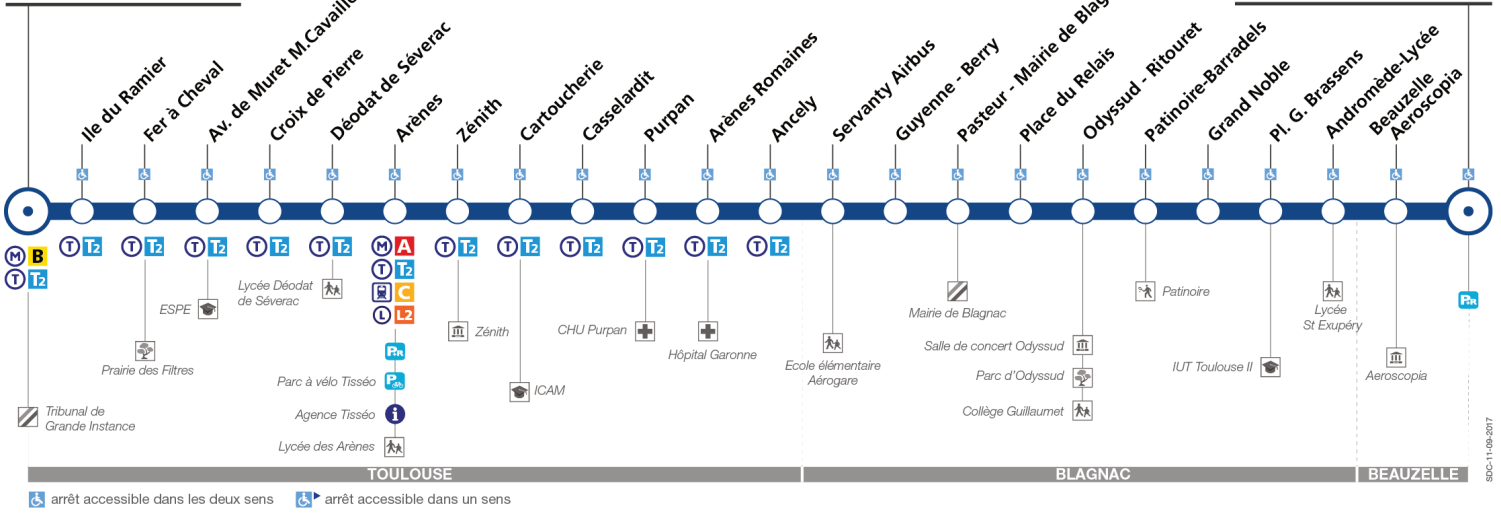 Ile du Ramier
Fer à Cheval
Av. de Muret M.Cavaillé
Croix de Pierre
Déodat de Séverac
Arènes
Zénith
Cartoucherie
Casselardit
Purpan
Arènes Romaines
Ancely
Servanty Airbus
Guyenne - Berry
Pasteur - Mairie de Blag
Place du Relais
Odyssud - Ritouret
Patinoire-Barradels
Grand Noble
Pl. G. Brassens
Andromède-Lycée
Beauzelle
Aeroscopia
M B
T T2
T T2
T T2
T T2
T T2
T T2
M A
T T2
C
L L2
T T2
T T2
T T2
T T2
T T2
T T2
Tribunal de
Grande Instance
Prairie des Filtres
ESPE
Lycée Déodat
de Séverac
P+R
Parc à vélo Tisséo
P
Agence Tisséo
i
Lycée des Arènes
Zénith
ICAM
CHU Purpan
Hôpital Garonne
Ecole élémentaire
Aérogare
Mairie de Blagnac
Salle de concert Odyssud
Parc d'Odyssud
Collège Guillaumet
Patinoire
IUT Toulouse II
Lycée
St Exupéry
Aeroscopia
P+R
TOULOUSE
BLAGNAC
BEAUZELLE
arrêt accessible dans les deux sens
arrêt accessible dans un sens
SDC-11-09-2017